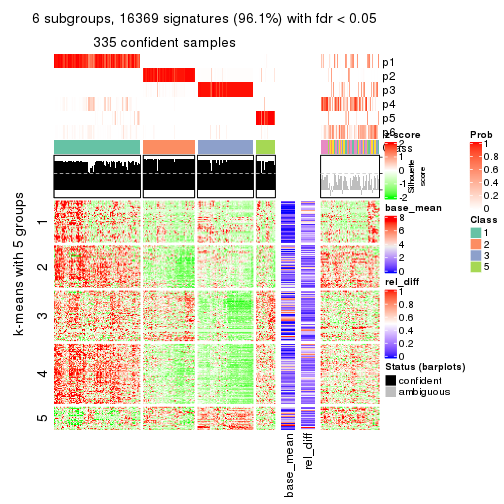 6 subgroups, 16369 signatures (96.1%) with fdr < 0.05
335 confident samples
p1
p2
p3
p4
p5
p6
Class
1
2
3
4
5
k-means with 5 groups
base_mean
rel_diff
Silhouette
score
z-score
2
1
0
-1
-2
base_mean
8
6
4
2
0
rel_diff
1
0.8
0.6
0.4
0.2
0
Status (barplots)
confident
ambiguous
Prob
1
0.8
0.6
0.4
0.2
0
Class
1
2
3
5